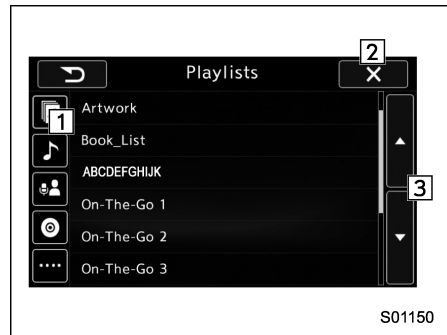 2
Playlists
Artwork
1
Book_List
ABCDEFGHIJK
On-The-Go 1
3
On-The-Go 2
On-The-Go 3
S01150